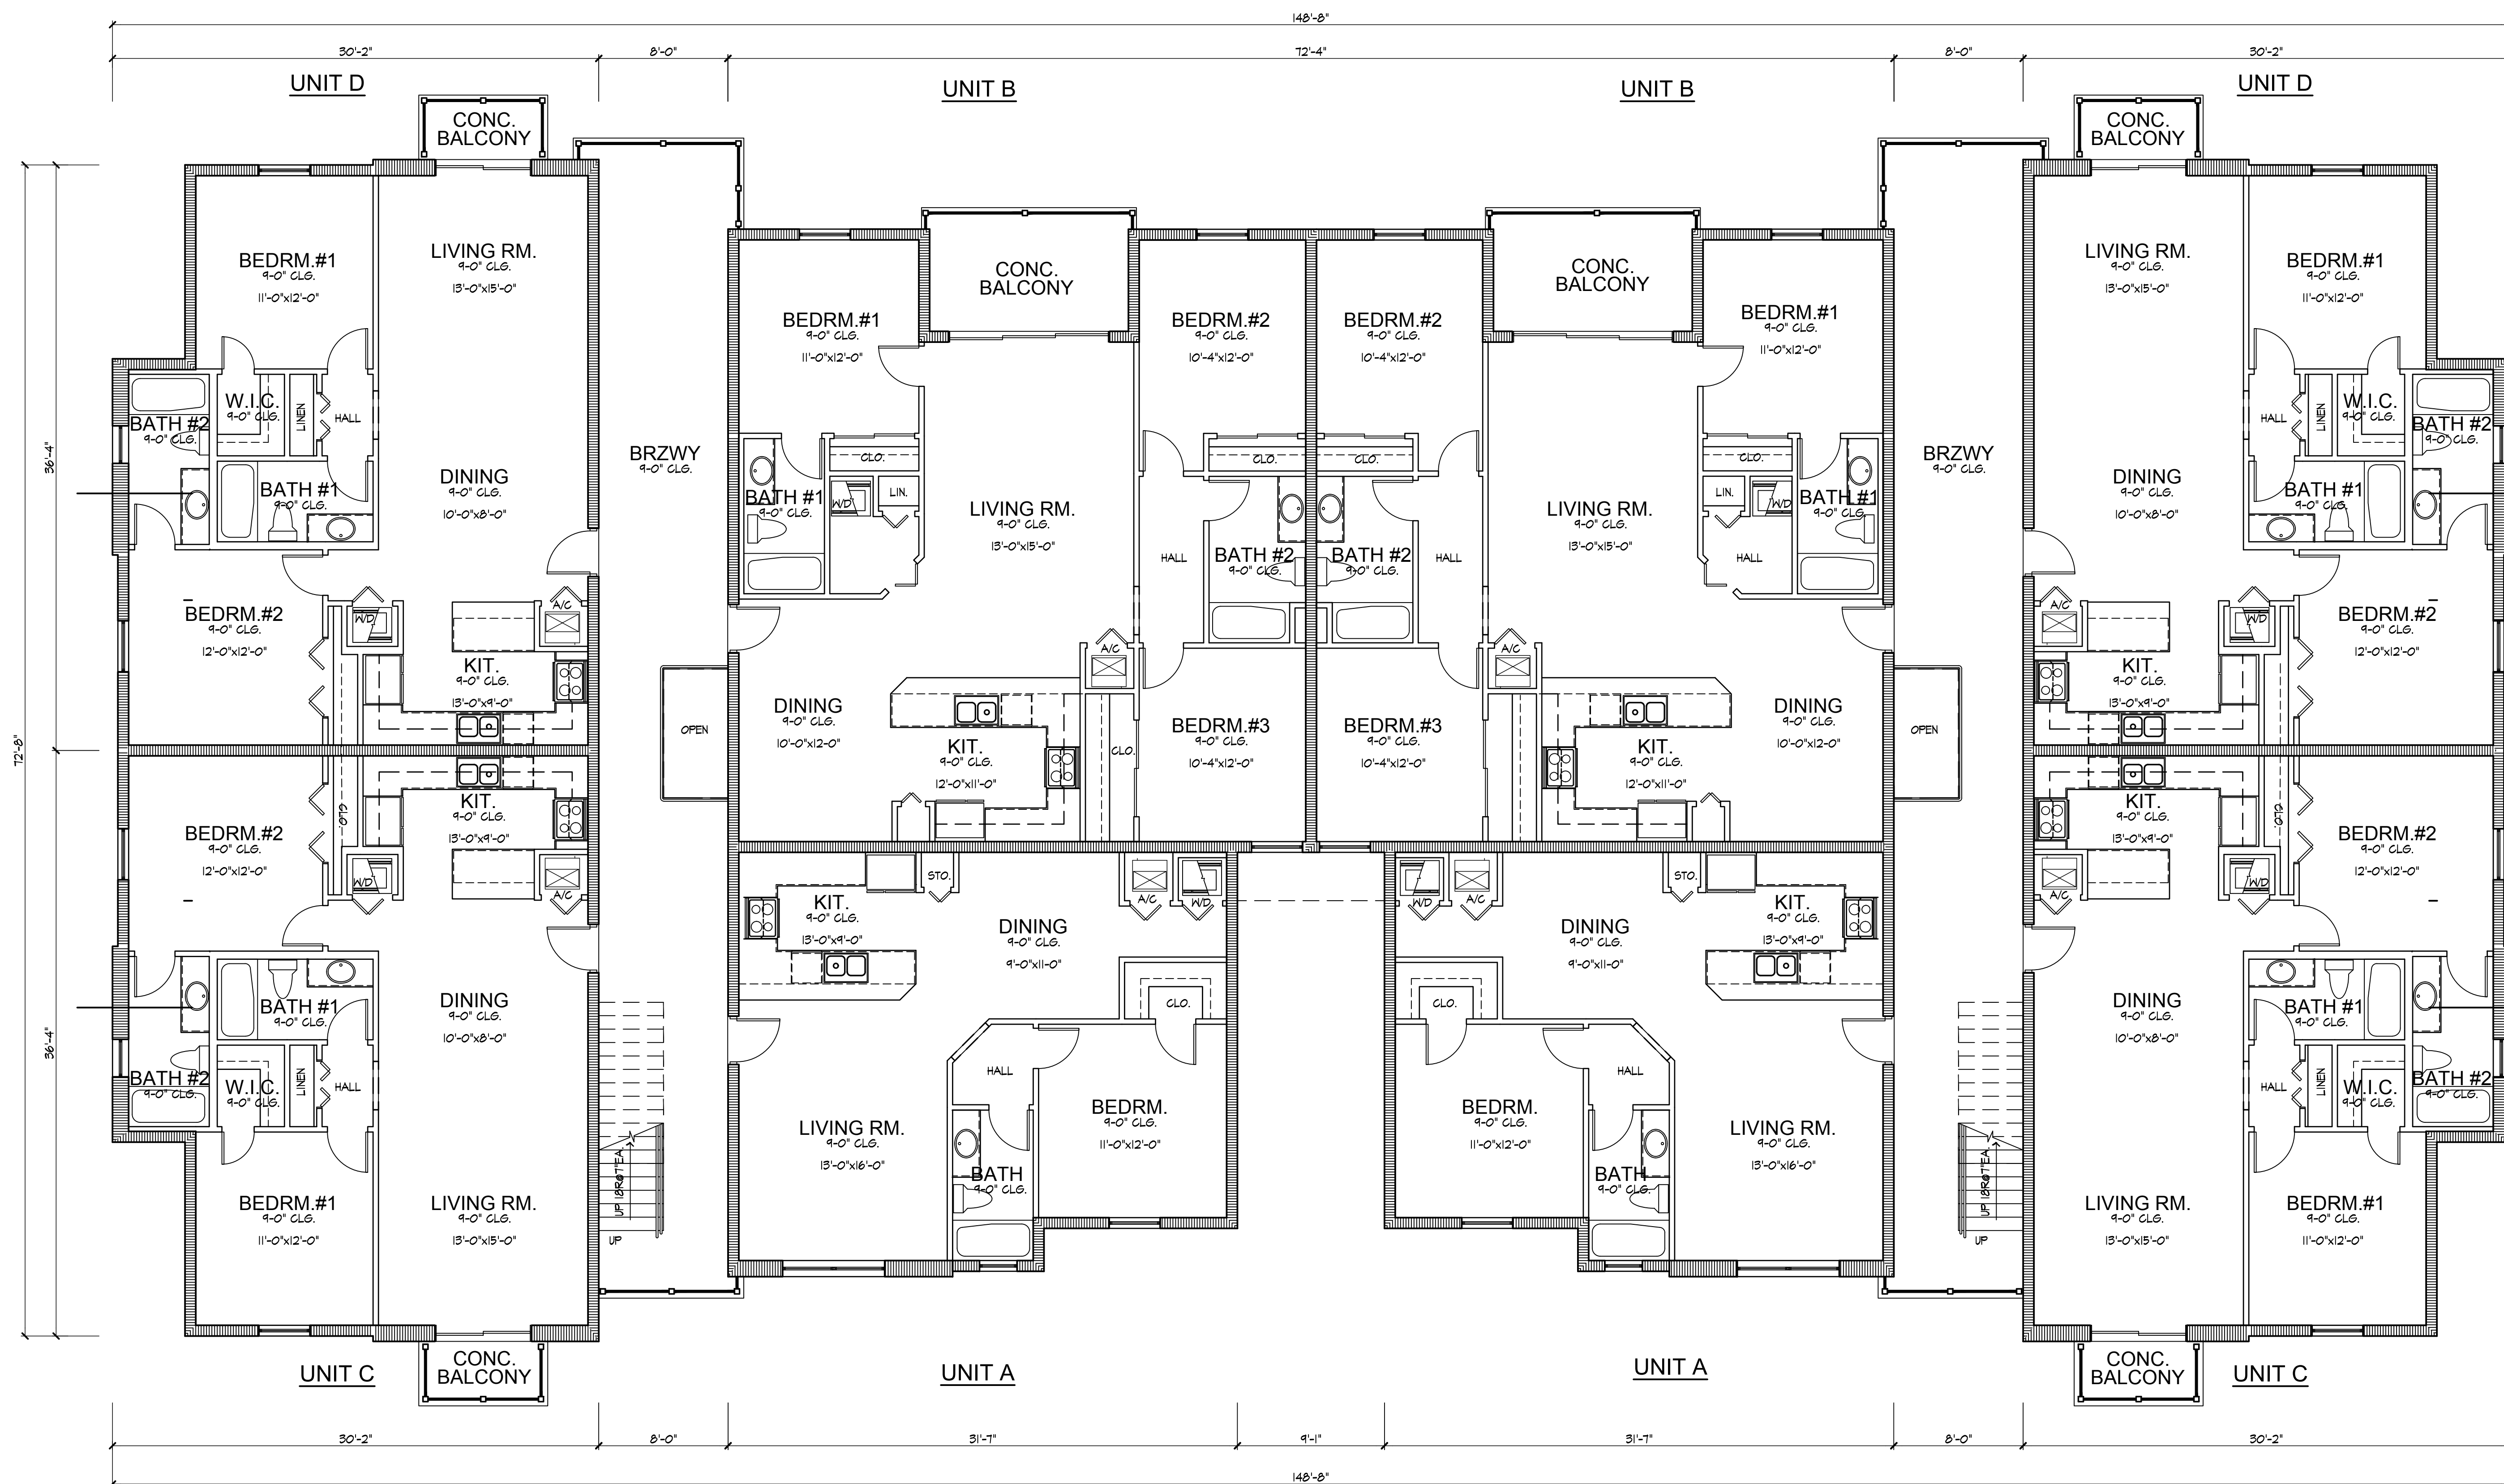 148'-8"
30'-2"
8'-0"
72'-4"
8'-0"
30'-2"
UNIT D
UNIT B
UNIT B
UNIT D
CONC.
BALCONY
CONC.
BALCONY
BEDRM.#1
9-0" CLG.
11'-0"x12'-0"
LIVING RM.
9-0" CLG.
13'-0"x15'-0"
CONC.
BALCONY
CONC.
BALCONY
LIVING RM.
9-0" CLG.
13'-0"x15'-0"
BEDRM.#1
9-0" CLG.
11'-0"x12'-0"
BEDRM.#1
9-0" CLG.
11'-0"x12'-0"
BEDRM.#2
9-0" CLG.
10'-4"x12'-0"
BEDRM.#2
9-0" CLG.
10'-4"x12'-0"
BEDRM.#1
9-0" CLG.
11'-0"x12'-0"
BATH #2
9-0" CLG.
W.I.C.
9-0" CLG.
LINEN
HALL
BATH #1
9-0" CLG.
DINING
9-0" CLG.
10'-0"x8'-0"
BRZWY
9-0" CLG.
CLO.
CLO.
CLO.
CLO.
BATH #1
9-0" CLG.
W/D
LIN.
LIVING RM.
9-0" CLG.
13'-0"x15'-0"
HALL
BATH #2
9-0" CLG.
BATH #2
9-0" CLG.
HALL
LIVING RM.
9-0" CLG.
13'-0"x15'-0"
LIN.
W/D
HALL
BATH #1
9-0" CLG.
BRZWY
9-0" CLG.
DINING
9-0" CLG.
10'-0"x8'-0"
HALL
LINEN
W.I.C.
9-0" CLG.
BATH #2
9-0" CLG.
BATH #1
9-0" CLG.
36'-4"
72'-8"
36'-4"
BEDRM.#2
9-0" CLG.
12'-0"x12'-0"
W/D
A/C
KIT.
9-0" CLG.
13'-0"x9'-0"
OPEN
DINING
9-0" CLG.
10'-0"x12-0"
KIT.
9-0" CLG.
12'-0"x11'-0"
A/C
CLO.
BEDRM.#3
9-0" CLG.
10'-4"x12'-0"
BEDRM.#3
9-0" CLG.
10'-4"x12'-0"
A/C
KIT.
9-0" CLG.
12'-0"x11'-0"
DINING
9-0" CLG.
10'-0"x12-0"
OPEN
A/C
W/D
KIT.
9-0" CLG.
13'-0"x9'-0"
BEDRM.#2
9-0" CLG.
12'-0"x12'-0"
BEDRM.#2
9-0" CLG.
12'-0"x12'-0"
CLO
KIT.
9-0" CLG.
13'-0"x9'-0"
W/D
A/C
KIT.
9-0" CLG.
13'-0"x9'-0"
STO.
DINING
9-0" CLG.
9'-0"x11-0"
A/C
W/D
W/D
A/C
DINING
9-0" CLG.
9'-0"x11-0"
STO.
KIT.
9-0" CLG.
13'-0"x9'-0"
KIT.
9-0" CLG.
13'-0"x9'-0"
CLO
A/C
W/D
BEDRM.#2
9-0" CLG.
12'-0"x12'-0"
BATH #1
9-0" CLG.
DINING
9-0" CLG.
10'-0"x8'-0"
BATH #2
9-0" CLG.
W.I.C.
9-0" CLG.
LINEN
HALL
CLO.
CLO.
HALL
HALL
DINING
9-0" CLG.
10'-0"x8'-0"
BATH #1
9-0" CLG.
HALL
LINEN
W.I.C.
9-0" CLG.
BATH #2
9-0" CLG.
BEDRM.#1
9-0" CLG.
11'-0"x12'-0"
LIVING RM.
9-0" CLG.
13'-0"x15'-0"
UP 18R@7"EA.
UP
LIVING RM.
9-0" CLG.
13'-0"x16'-0"
BATH
9-0" CLG.
BEDRM.
9-0" CLG.
11'-0"x12'-0"
BEDRM.
9-0" CLG.
11'-0"x12'-0"
BATH
9-0" CLG.
LIVING RM.
9-0" CLG.
13'-0"x16'-0"
UP 18R@7"EA.
UP
LIVING RM.
9-0" CLG.
13'-0"x15'-0"
BEDRM.#1
9-0" CLG.
11'-0"x12'-0"
CONC.
BALCONY
CONC.
BALCONY
UNIT C
UNIT A
UNIT A
UNIT C
30'-2"
8'-0"
31'-7"
9'-1"
31'-7"
8'-0"
30'-2"
148'-8"